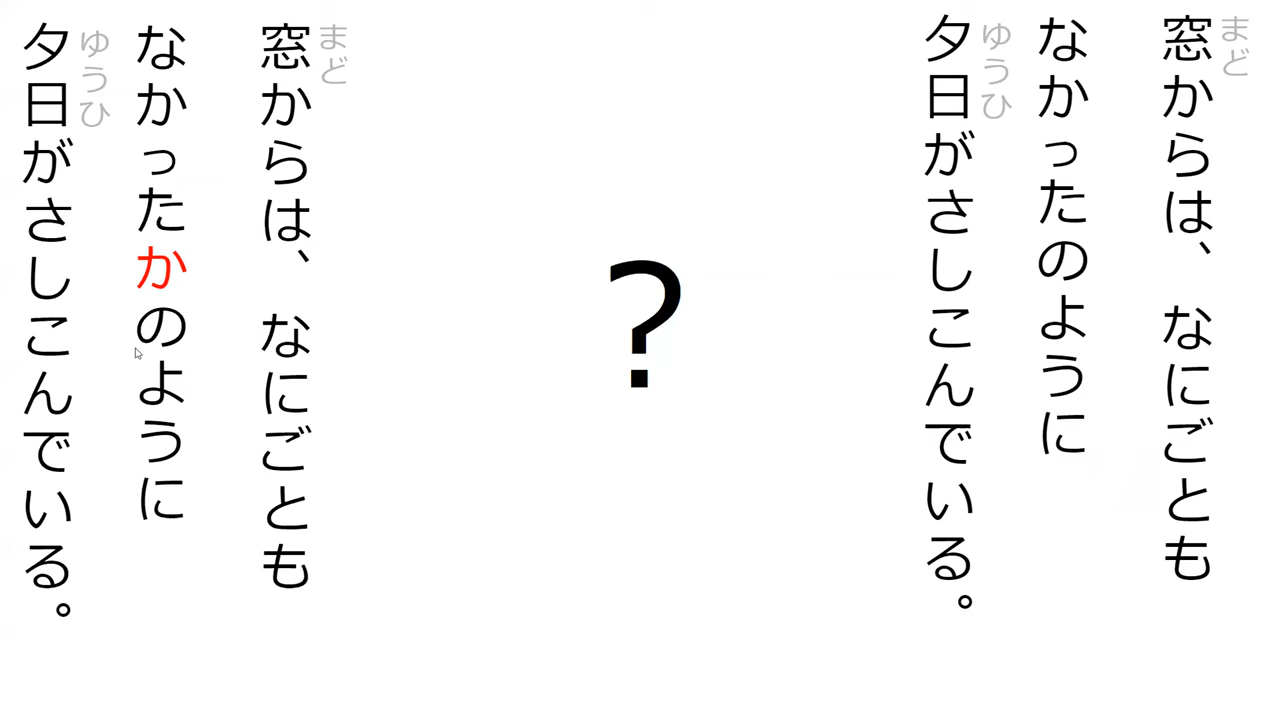 窓からは、なにごとも
まど
なかったのように
夕日がさしこんでいる。
ゆうひ
？
窓からは、なにごとも
まど
なかったかのように
夕日がさしこんでいる。
ゆうひ